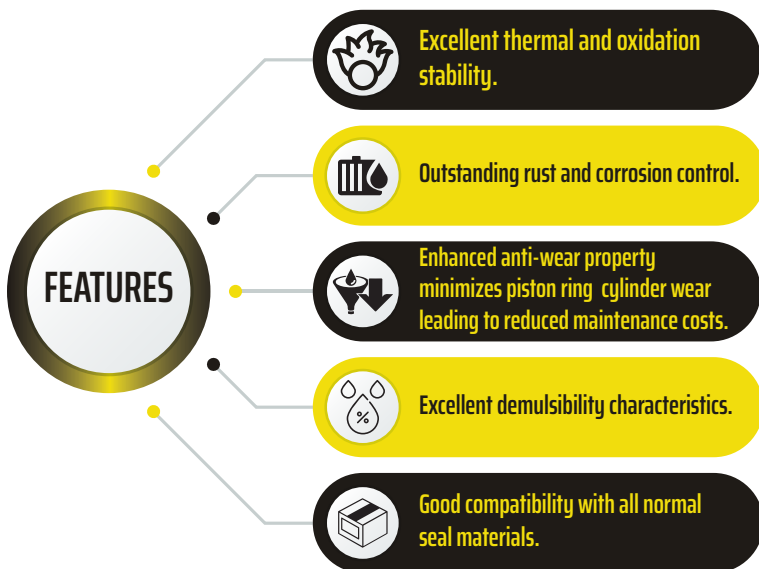 FEATURES
Excellent thermal and oxidation
stability.
Outstanding rust and corrosion control.
Enhanced anti-wear property
minimizes piston ring  cylinder wear
leading to reduced maintenance costs.
%
Excellent demulsibility characteristics.
Good compatibility with all normal
seal materials.